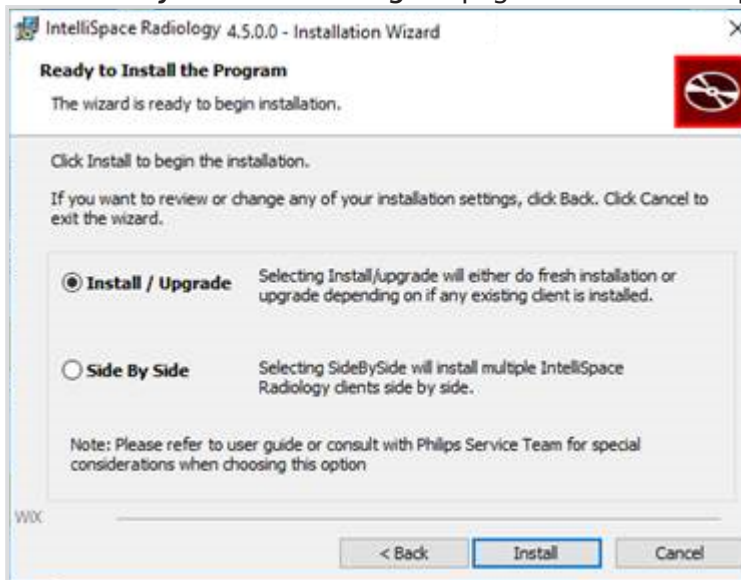 IntelliSpace Radiology 4.5.0.0 - Installation Wizard
Ready to Install the Program
The wizard is ready to begin installation.
Click Install to begin the installation.
If you want to review or change any of your installation settings, click Back. Click Cancel to
exit the wizard.
Install / Upgrade
Selecting Install/upgrade will either do fresh installation or
upgrade depending on if any existing client is installed.
Side By Side
Selecting SideBySide will install multiple IntelliSpace
Radiology clients side by side.
Note: Please refer to user guide or consult with Philips Service Team for special
considerations when choosing this option
WiX
< Back
Install
Cancel